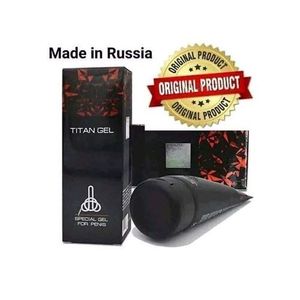 Made in Russia
ORIGINAL PRODUCT
ORIGINAL PRODUCT
ORIGINAL PRODUCT
TITAN GEL
SPECIAL GEL
FOR PENIS